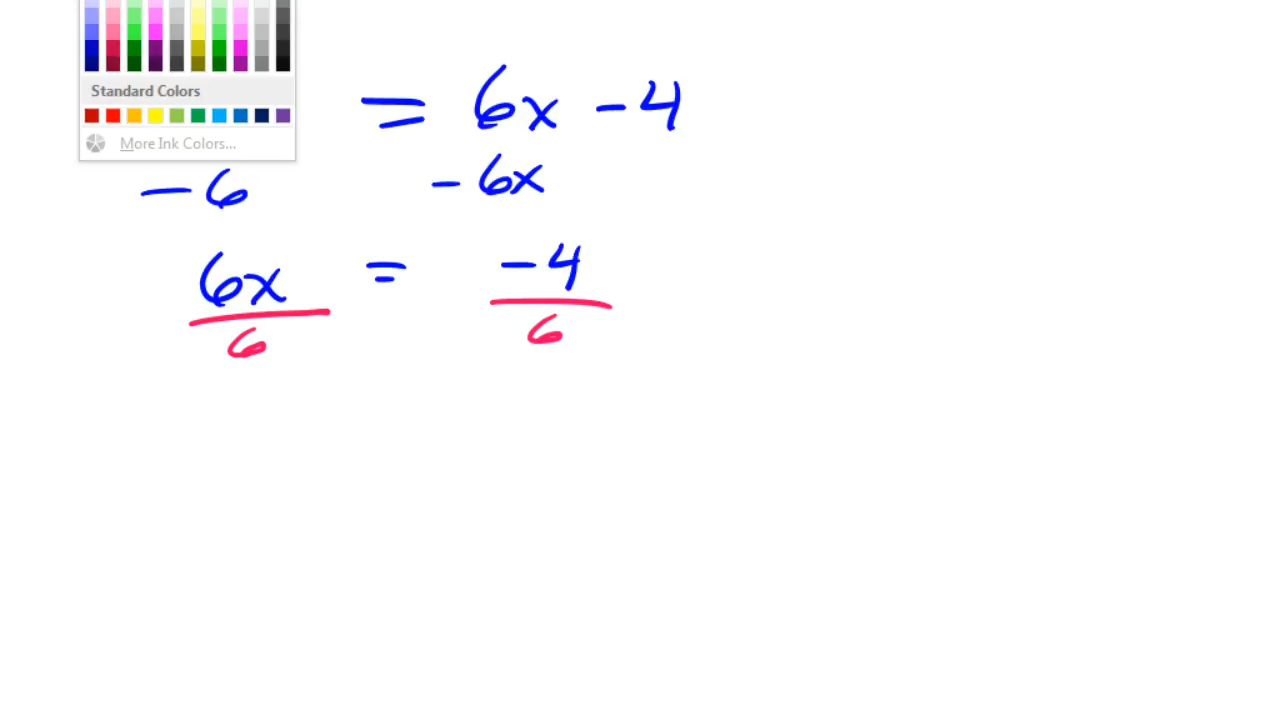 Standard Colors
= 6x - 4
More Ink Colors...
- 6 - 6x
6x = - 4
6 6